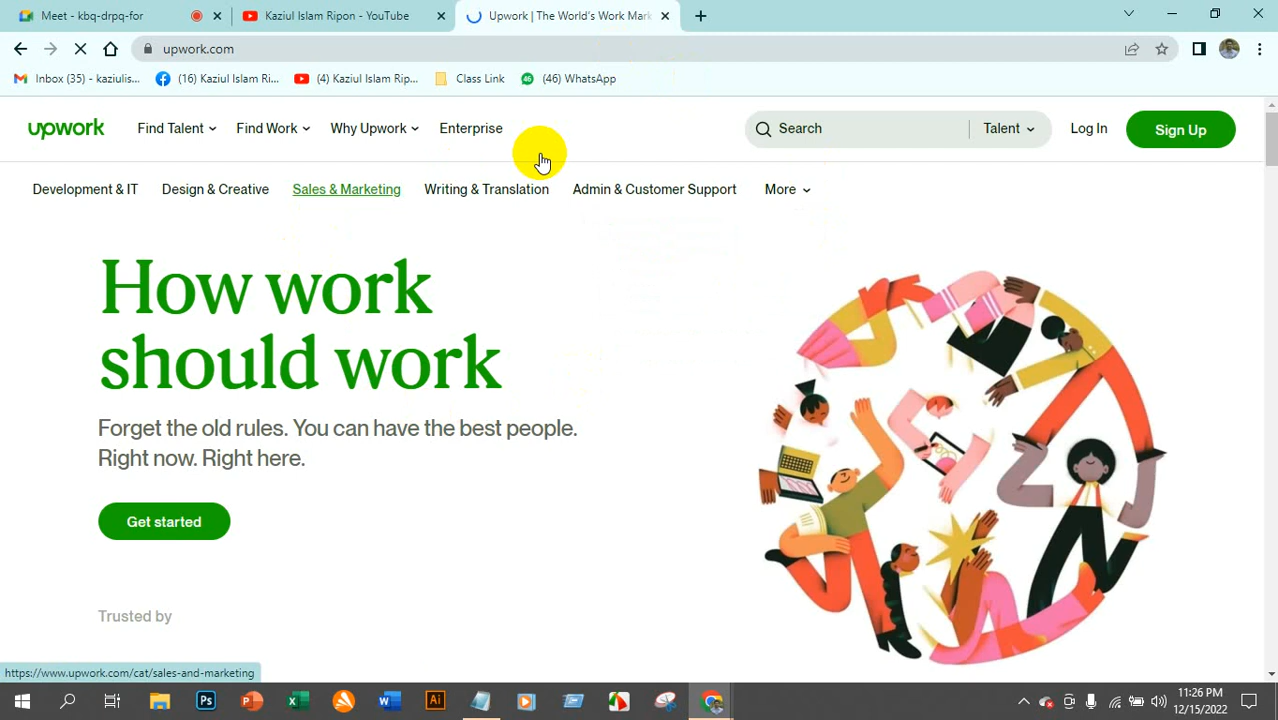 Meet - kbq-drpq-for
Kaziul Islam Ripon - YouTube
Upwork | The World's Work Mark
upwork.com
Inbox (35) - kaziulis...
(16) Kaziul Islam Ri...
(4) Kaziul Islam Rip...
Class Link
46
(46) WhatsApp
upwork
Find Talent
Find Work
Why Upwork
Enterprise
Search
Talent
Log In
Sign Up
Development & IT
Design & Creative
Sales & Marketing
Writing & Translation
Admin & Customer Support
More
How work
should work
Forget the old rules. You can have the best people.
Right now. Right here.
Get started
Trusted by
https://www.upwork.com/cat/sales-and-marketing
Ps
Ai
11:26 PM
12/15/2022